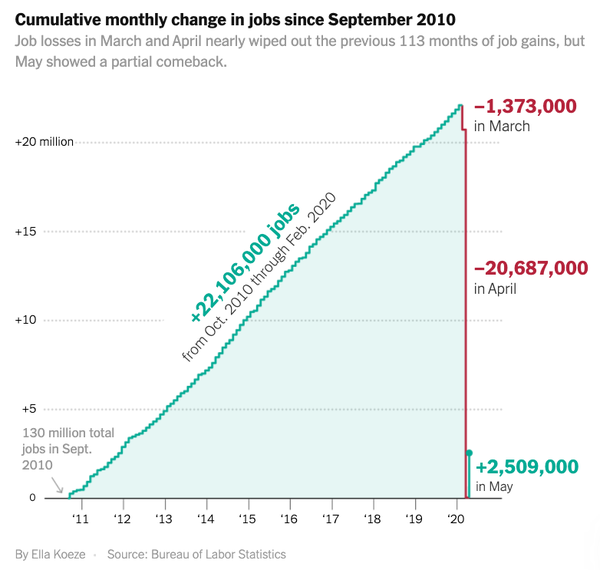 Cumulative monthly change in jobs since September 2010
Job losses in March and April nearly wiped out the previous 113 months of job gains, but
May showed a partial comeback.
−1,373,000
in March
+20 million
+22,106,000 jobs
from Oct. 2010 through Feb. 2020
+15
−20,687,000
in April
+10
+5
130 million total
jobs in Sept.
2010
+2,509,000
in May
0
‘11 ‘12 ‘13 ‘14 ‘15 ‘16 ‘17 ‘18 ‘19 ‘20
By Ella Koeze · Source: Bureau of Labor Statistics